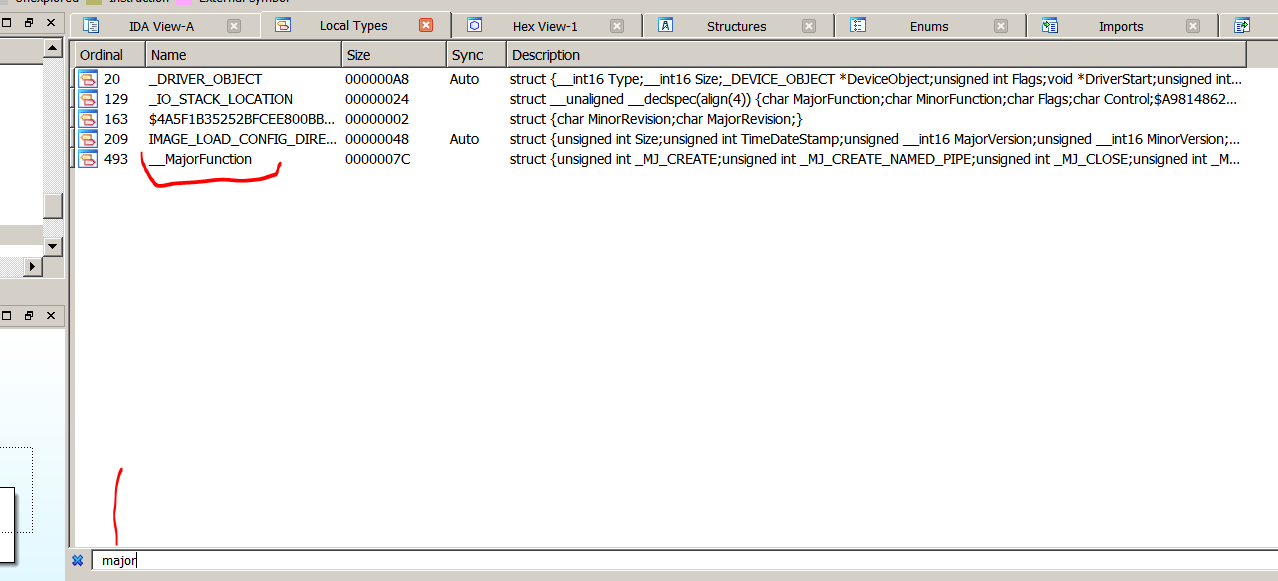 Unexplored Instruction External symbol
IDA View-A Local Types Hex View-1 Structures Enums Imports
Ordinal Name Size Sync Description
20 _DRIVER_OBJECT 000000A8 Auto struct {__int16 Type;__int16 Size;_DEVICE_OBJECT *DeviceObject;unsigned int Flags;void *DriverStart;unsigned int...
129 _IO_STACK_LOCATION 00000024 struct __unaligned __declspec(align(4)) {char MajorFunction;char MinorFunction;char Flags;char Control;$A9814862...
163 $4A5F1B35252BFCEE800BB... 00000002 struct {char MinorRevision;char MajorRevision;}
209 IMAGE_LOAD_CONFIG_DIRE... 00000048 Auto struct {unsigned int Size;unsigned int TimeDateStamp;unsigned __int16 MajorVersion;unsigned __int16 MinorVersion;...
493 __MajorFunction 0000007C struct {unsigned int _MJ_CREATE;unsigned int _MJ_CREATE_NAMED_PIPE;unsigned int _MJ_CLOSE;unsigned int _M...
major